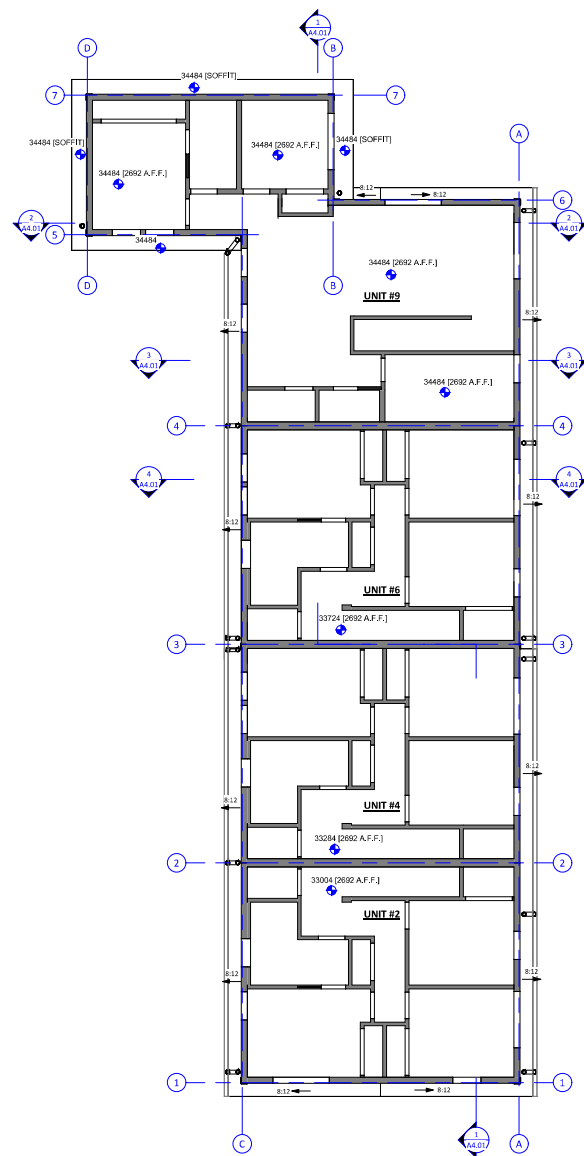 1
A4.01
D
B
34484 [SOFFIT]
7
7
A
34484 [SOFFIT]
34484 [2692 A.F.F.]
34484 [SOFFIT]
34484 [2692 A.F.F.]
8:12
8:12
6
2
A4.01
2
A4.01
5
34484
34484 [2692 A.F.F.]
D
B
UNIT #9
8:12
8:12
3
A4.01
3
A4.01
34484 [2692 A.F.F.]
4
4
4
A4.01
4
A4.01
8:12
8:12
UNIT #6
33724 [2692 A.F.F.]
3
3
8:12
8:12
UNIT #4
33284 [2692 A.F.F.]
2
2
33004 [2692 A.F.F.]
UNIT #2
8:12
8:12
1
1
8:12
8:12
C
1
A4.01
A